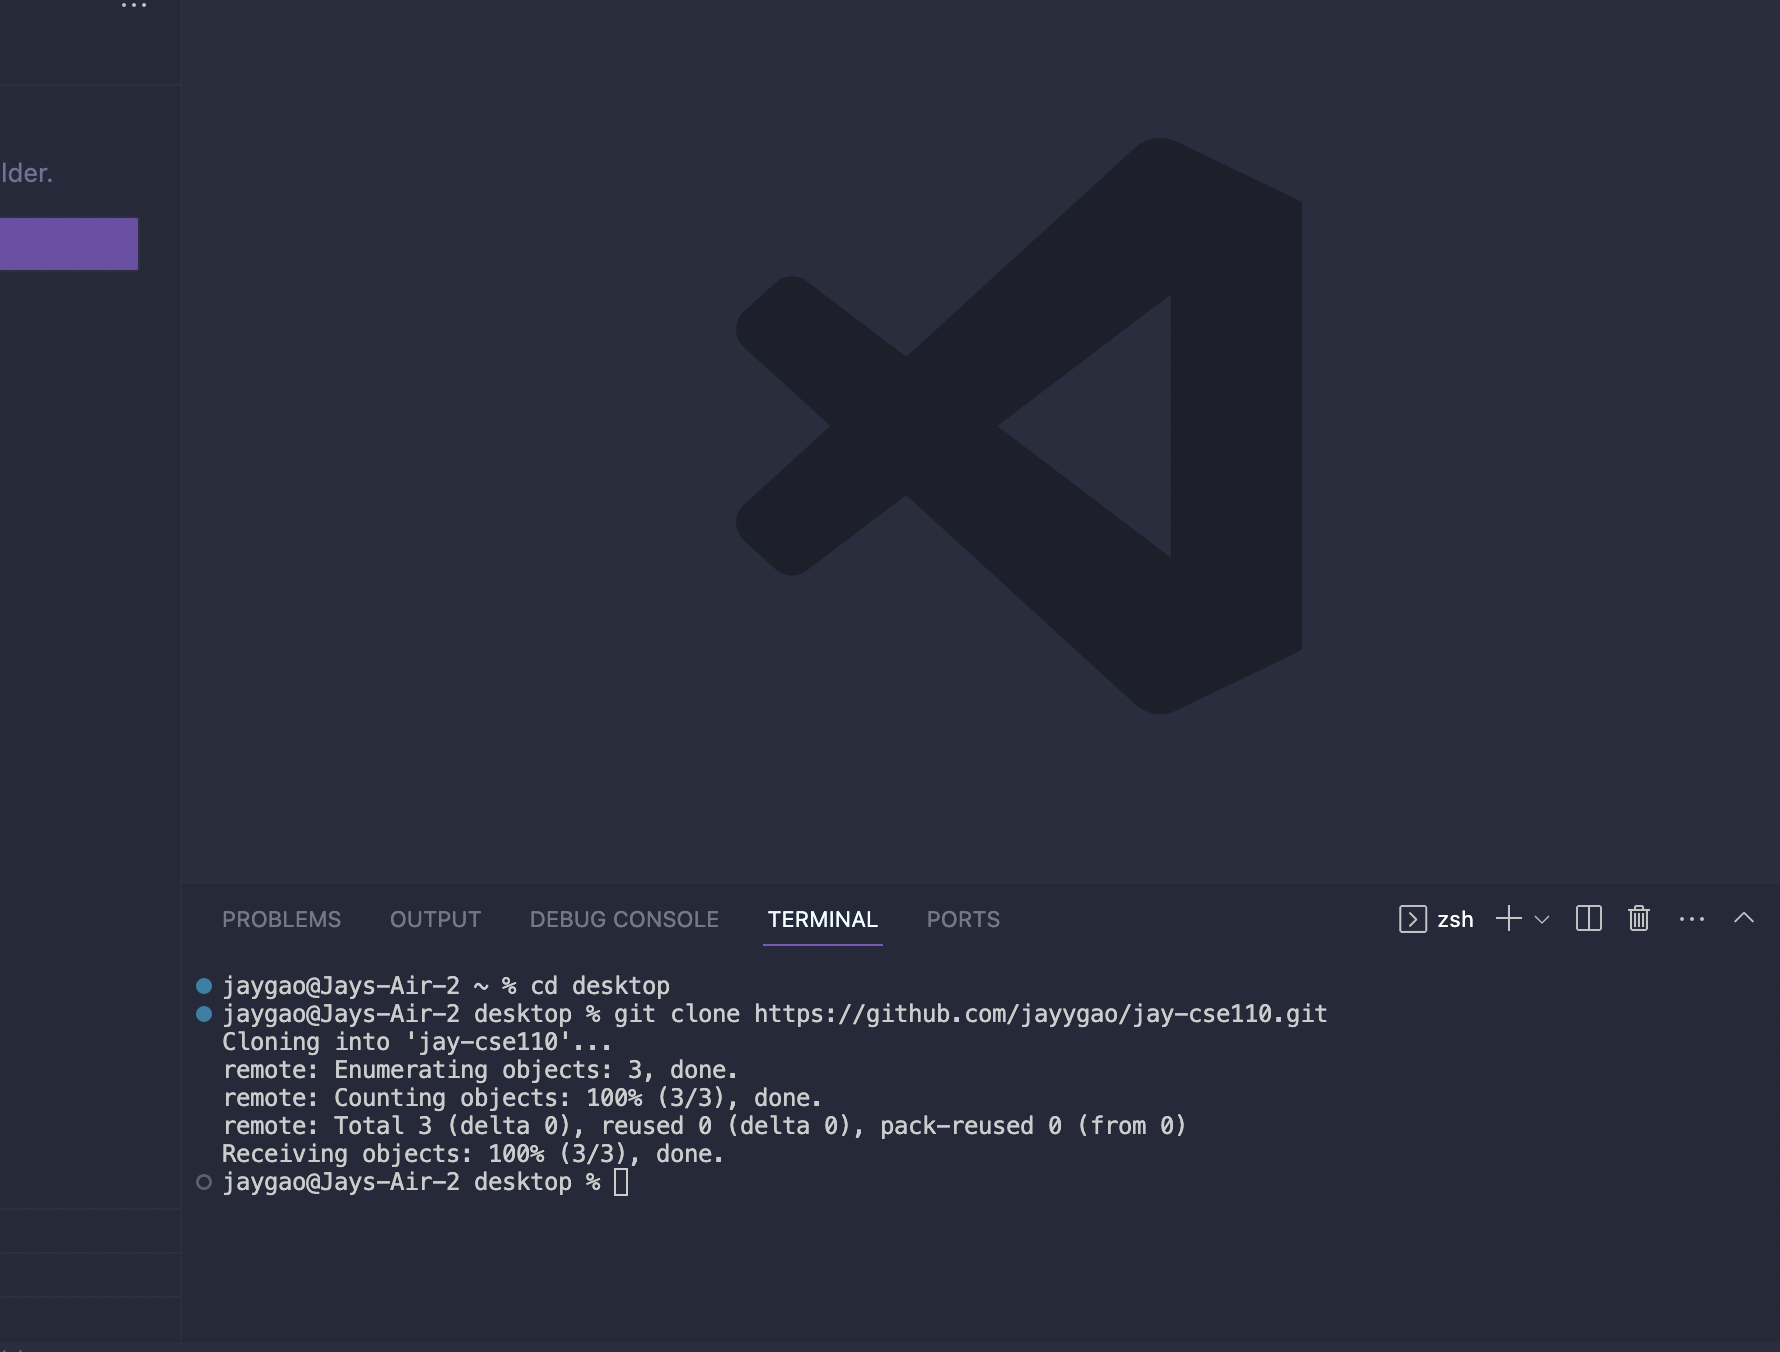 lder.
PROBLEMS OUTPUT DEBUG CONSOLE TERMINAL PORTS zsh
jaygao@Jays-Air-2 ~ % cd desktop
jaygao@Jays-Air-2 desktop % git clone https://github.com/jayygao/jay-cse110.git
Cloning into 'jay-cse110'...
remote: Enumerating objects: 3, done.
remote: Counting objects: 100% (3/3), done.
remote: Total 3 (delta 0), reused 0 (delta 0), pack-reused 0 (from 0)
Receiving objects: 100% (3/3), done.
jaygao@Jays-Air-2 desktop %